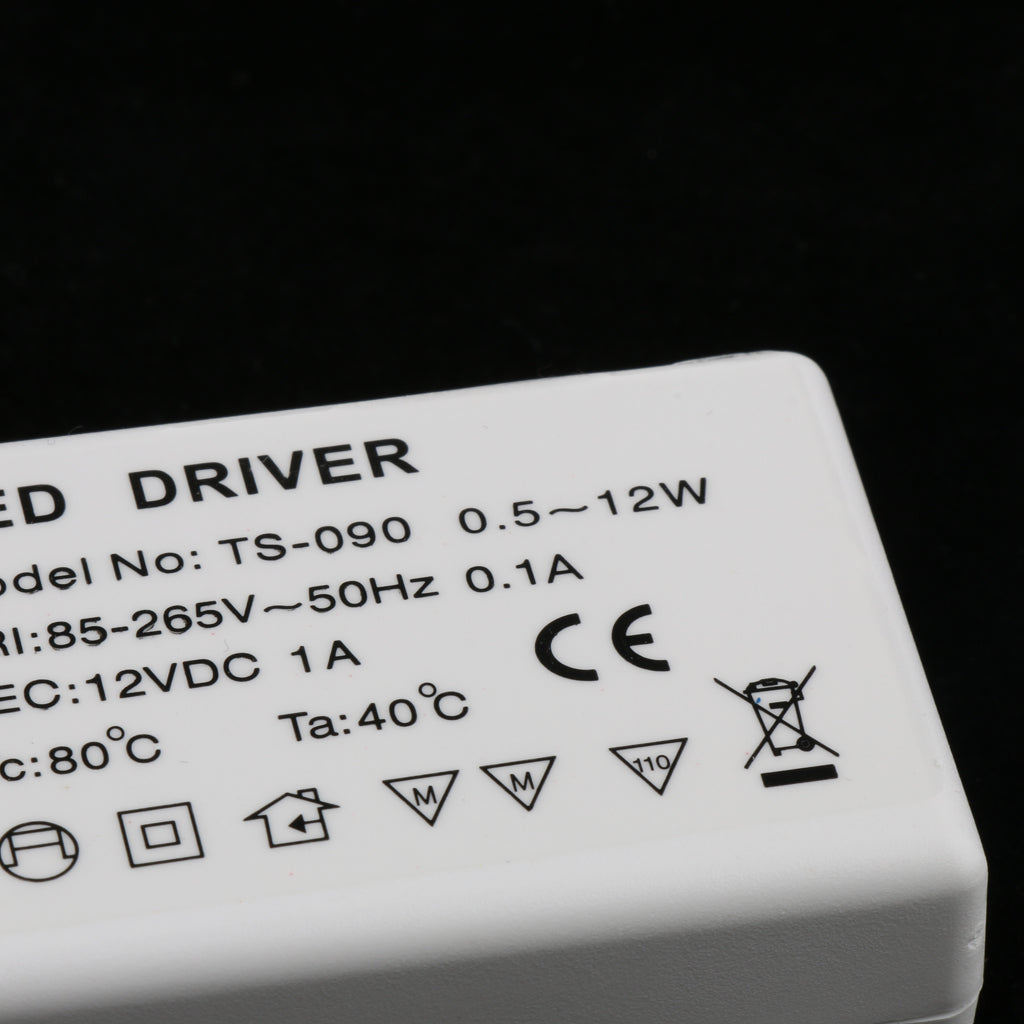 ED DRIVER
odel No: TS-090 0.5~12W
RI:85-265V~50Hz 0.1A
EC:12VDC 1A
CE
c:80°C Ta:40°C
M M 110